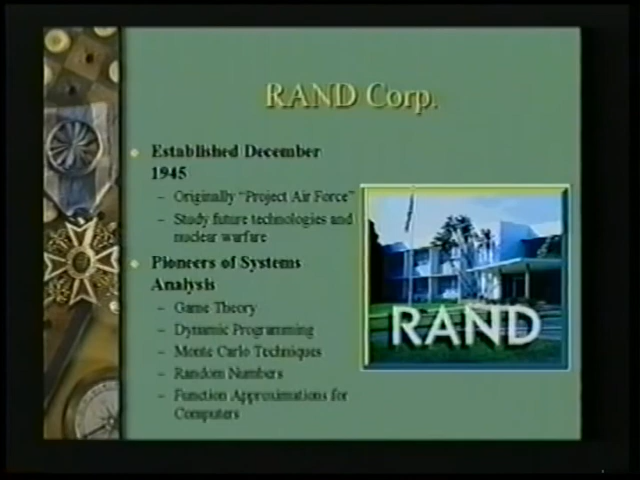 RAND Corp.
Established December
1945
– Originally "Project Air Force"
– Study future technologies and
nuclear warfare
Pioneers of Systems
Analysis
– Game Theory
– Dynamic Programming
– Monte Carlo Techniques
– Random Numbers
– Function Approximations for
Computers
RAND